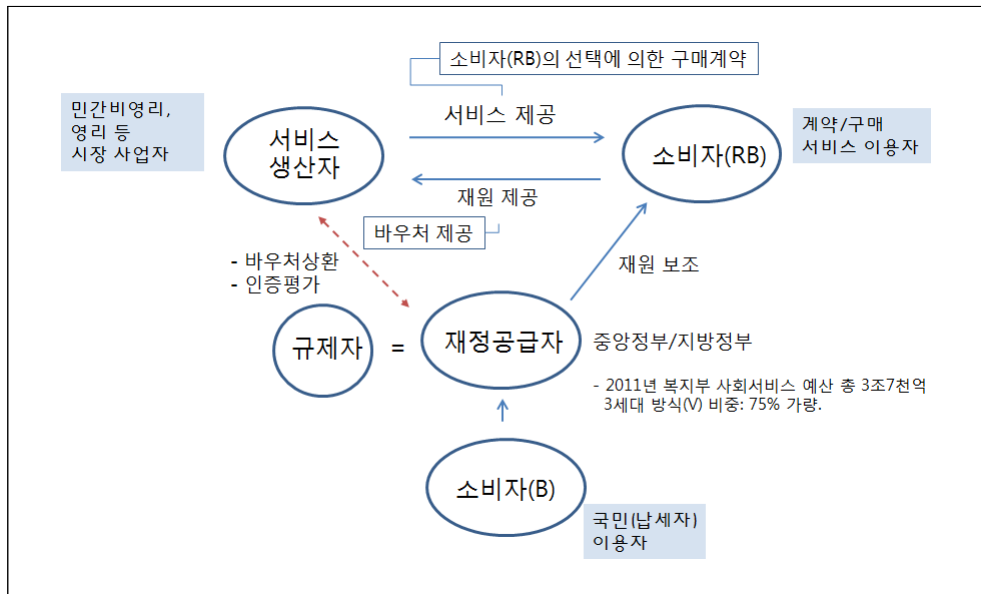 소비자(RB)의 선택에 의한 구매계약
민간비영리,
영리 등
시장 사업자
서비스
생산자
서비스 제공
소비자(RB)
계약/구매
서비스 이용자
재원 제공
바우처 제공
- 바우처상환
- 인증평가
재원 보조
규제자
=
재정공급자
중앙정부/지방정부
- 2011년 복지부 사회서비스 예산 총 3조7천억
3세대 방식(V) 비중: 75% 가량.
소비자(B)
국민(납세자)
이용자